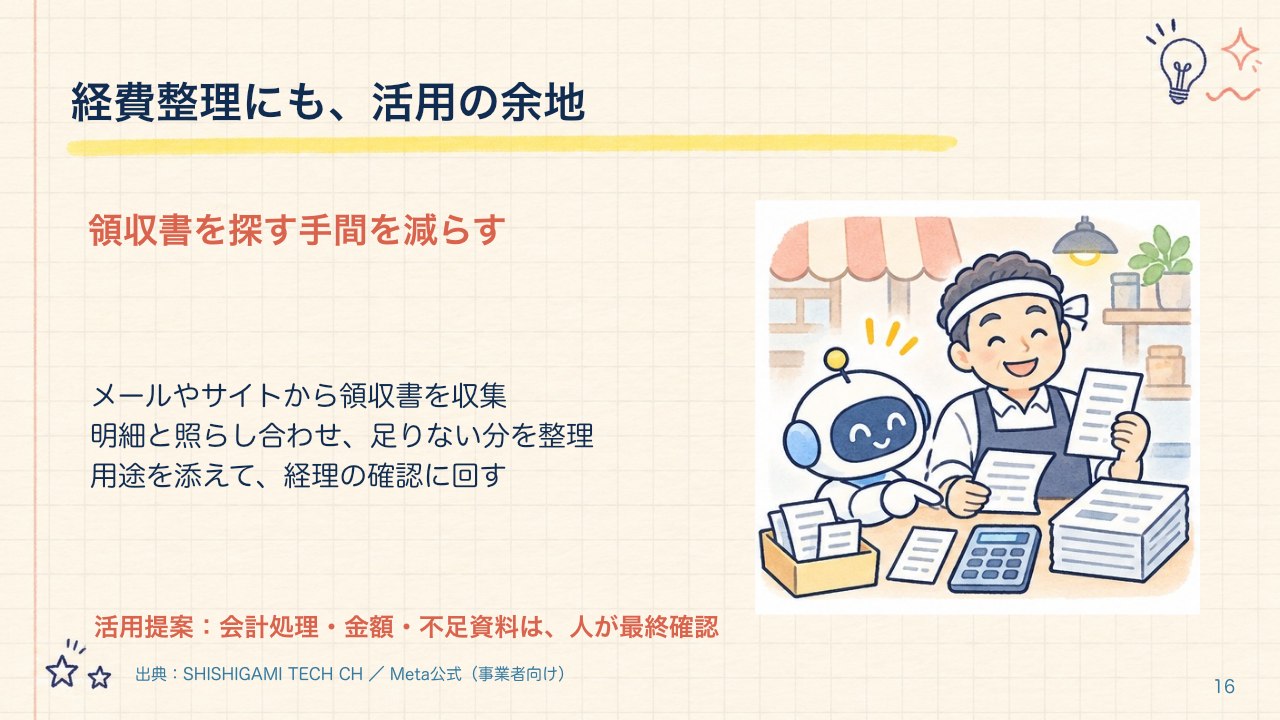 経費整理にも、活用の余地
領収書を探す手間を減らす
メールやサイトから領収書を収集
明細と照らし合わせ、足りない分を整理
用途を添えて、経理の確認に回す
活用提案：会計処理・金額・不足資料は、人が最終確認
出典：SHISHIGAMI TECH CH ／ Meta公式（事業者向け）
16